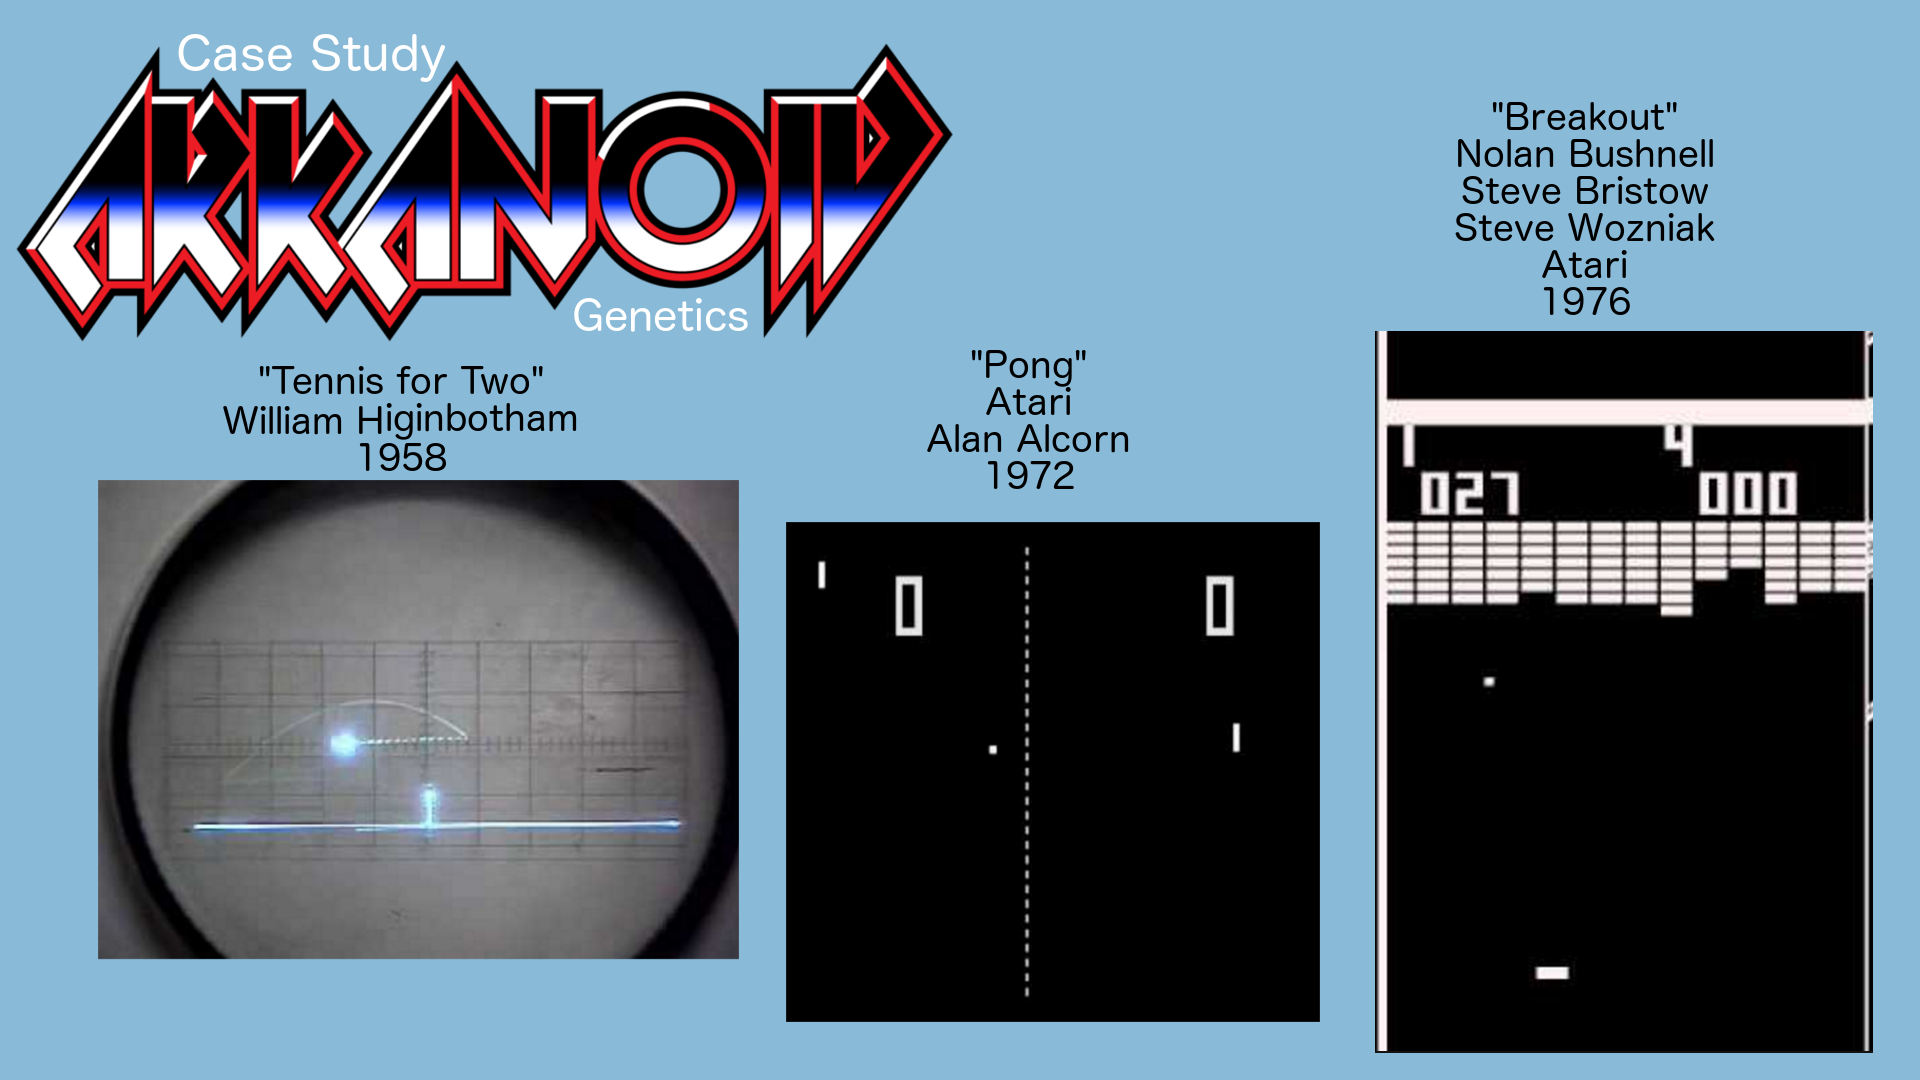 Case Study
ARKANOID
Genetics
"Tennis for Two"
William Higinbotham
1958
"Pong"
Atari
Alan Alcorn
1972
0 0
"Breakout"
Nolan Bushnell
Steve Bristow
Steve Wozniak
Atari
1976
1 4
027 000